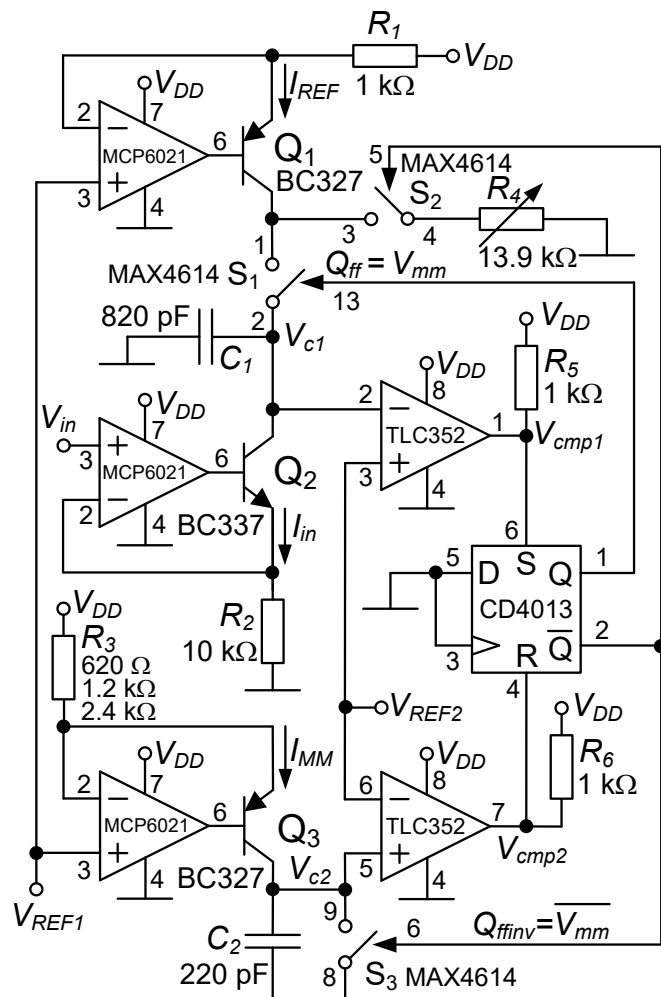 R1
1 kΩ
VDD
IREF
VDD
2
7
MCP6021
6
3
4
Q1
BC327
5
MAX4614
S2
R4
3
4
13.9 kΩ
1
MAX4614 S1
Qff = Vmm
13
2
820 pF
C1
Vc1
VDD
R5
1 kΩ
VDD
8
2
1
TLC352
3
4
Vcmp1
Vin
VDD
7
3
MCP6021
6
2
4
Q2
BC337
Iin
R2
10 kΩ
6
5
D
S
Q
1
CD4013
3
R
Q
2
4
VDD
R3
620 Ω
1.2 kΩ
2.4 kΩ
VREF2
VDD
R6
1 kΩ
IMM
VDD
7
2
MCP6021
6
3
4
Q3
BC327
VREF1
VDD
8
6
7
TLC352
5
4
Vcmp2
Vc2
C2
220 pF
9
8
S3 MAX4614
6
Qffinv = Vmm